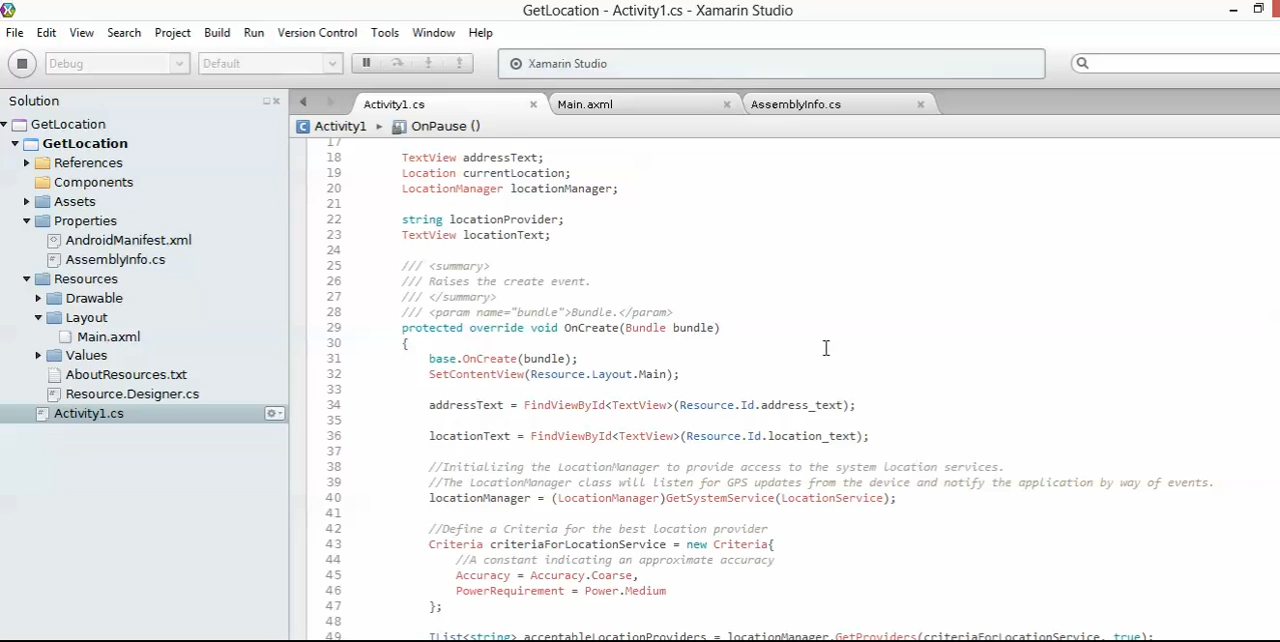 GetLocation - Activity1.cs - Xamarin Studio
File Edit View Search Project Build Run Version Control Tools Window Help
Debug Default Xamarin Studio
Solution
Activity1.cs Main.axml AssemblyInfo.cs
Activity1 OnPause ()
GetLocation
GetLocation
References
Components
Assets
Properties
AndroidManifest.xml
AssemblyInfo.cs
Resources
Drawable
Layout
Main.axml
Values
AboutResources.txt
Resource.Designer.cs
Activity1.cs
17
18 TextView addressText;
19 Location currentLocation;
20 LocationManager locationManager;
21
22 string locationProvider;
23 TextView locationText;
24
25 /// <summary>
26 /// Raises the create event.
27 /// </summary>
28 /// <param name="bundle">Bundle.</param>
29 protected override void OnCreate(Bundle bundle)
30 {
31 base.OnCreate(bundle);
32 SetContentView(Resource.Layout.Main);
33
34 addressText = FindViewById<TextView>(Resource.Id.address_text);
35
36 locationText = FindViewById<TextView>(Resource.Id.location_text);
37
38 //Initializing the LocationManager to provide access to the system location services.
39 //The LocationManager class will listen for GPS updates from the device and notify the application by way of events.
40 locationManager = (LocationManager)GetSystemService(LocationService);
41
42 //Define a Criteria for the best location provider
43 Criteria criteriaForLocationService = new Criteria{
44 //A constant indicating an approximate accuracy
45 Accuracy = Accuracy.Coarse,
46 PowerRequirement = Power.Medium
47 };
48
49 IList<string> acceptableLocationProviders = locationManager.GetProviders(criteriaForLocationService, true);